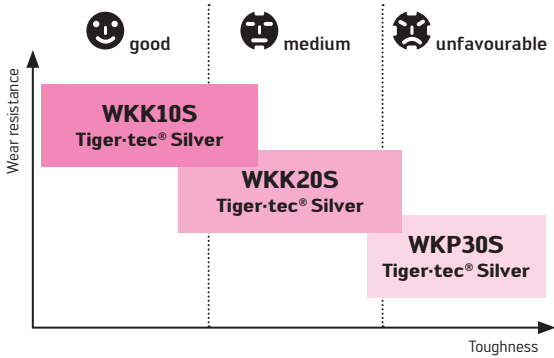 good
medium
unfavourable
Wear resistance
WKK10S
Tiger·tec® Silver
WKK20S
Tiger·tec® Silver
WKP30S
Tiger·tec® Silver
Toughness